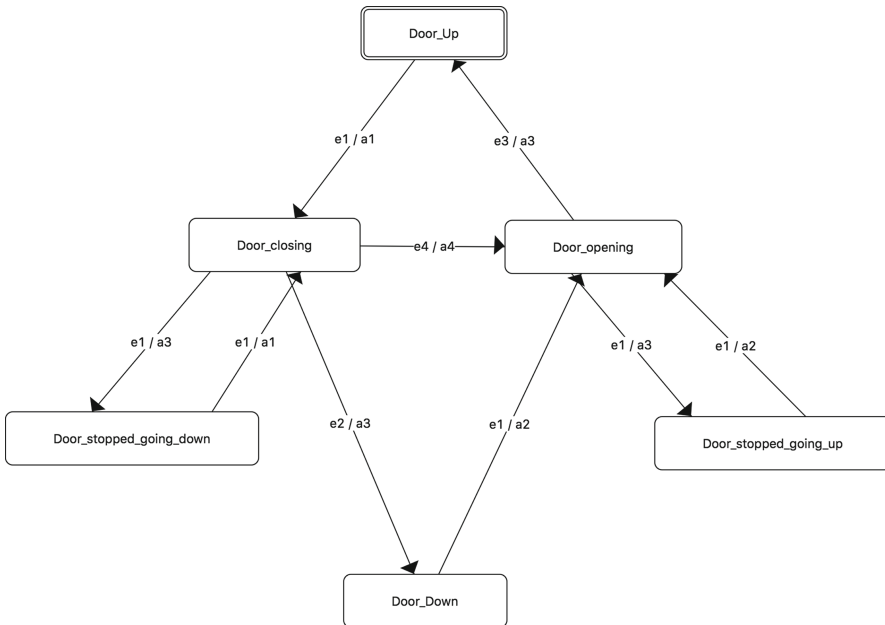 Door_Up
e1 / a1
e3 / a3
Door_closing
e4 / a4
Door_opening
e1 / a3
e1 / a1
e1 / a3
e1 / a2
e2 / a3
e1 / a2
Door_stopped_going_down
Door_stopped_going_up
Door_Down